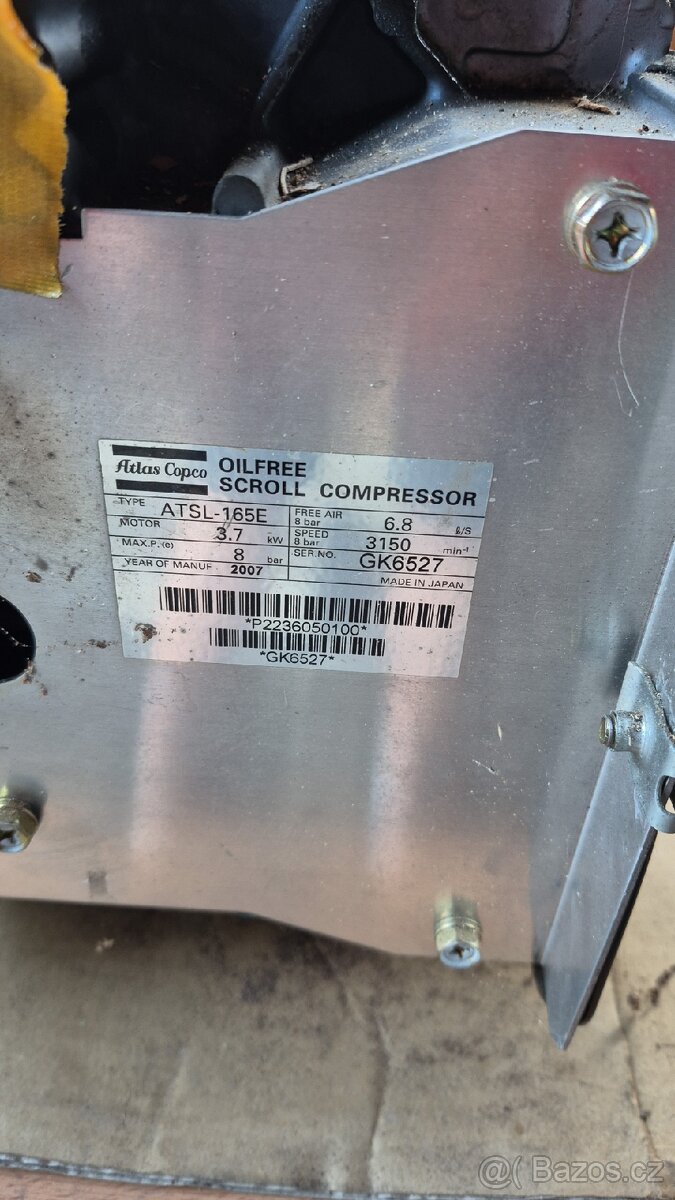 Atlas Copco OILFREE
SCROLL COMPRESSOR
TYPE ATSL-165E FREE AIR 8 bar 6.8 ℓ/S
MOTOR 3.7 kW SPEED 8 bar 3150 min-1
MAX.P.(e) 8 bar SER.NO. GK6527
YEAR OF MANUF. 2007 MADE IN JAPAN
*P2236050100*
*GK6527*
@( Bazos.cz